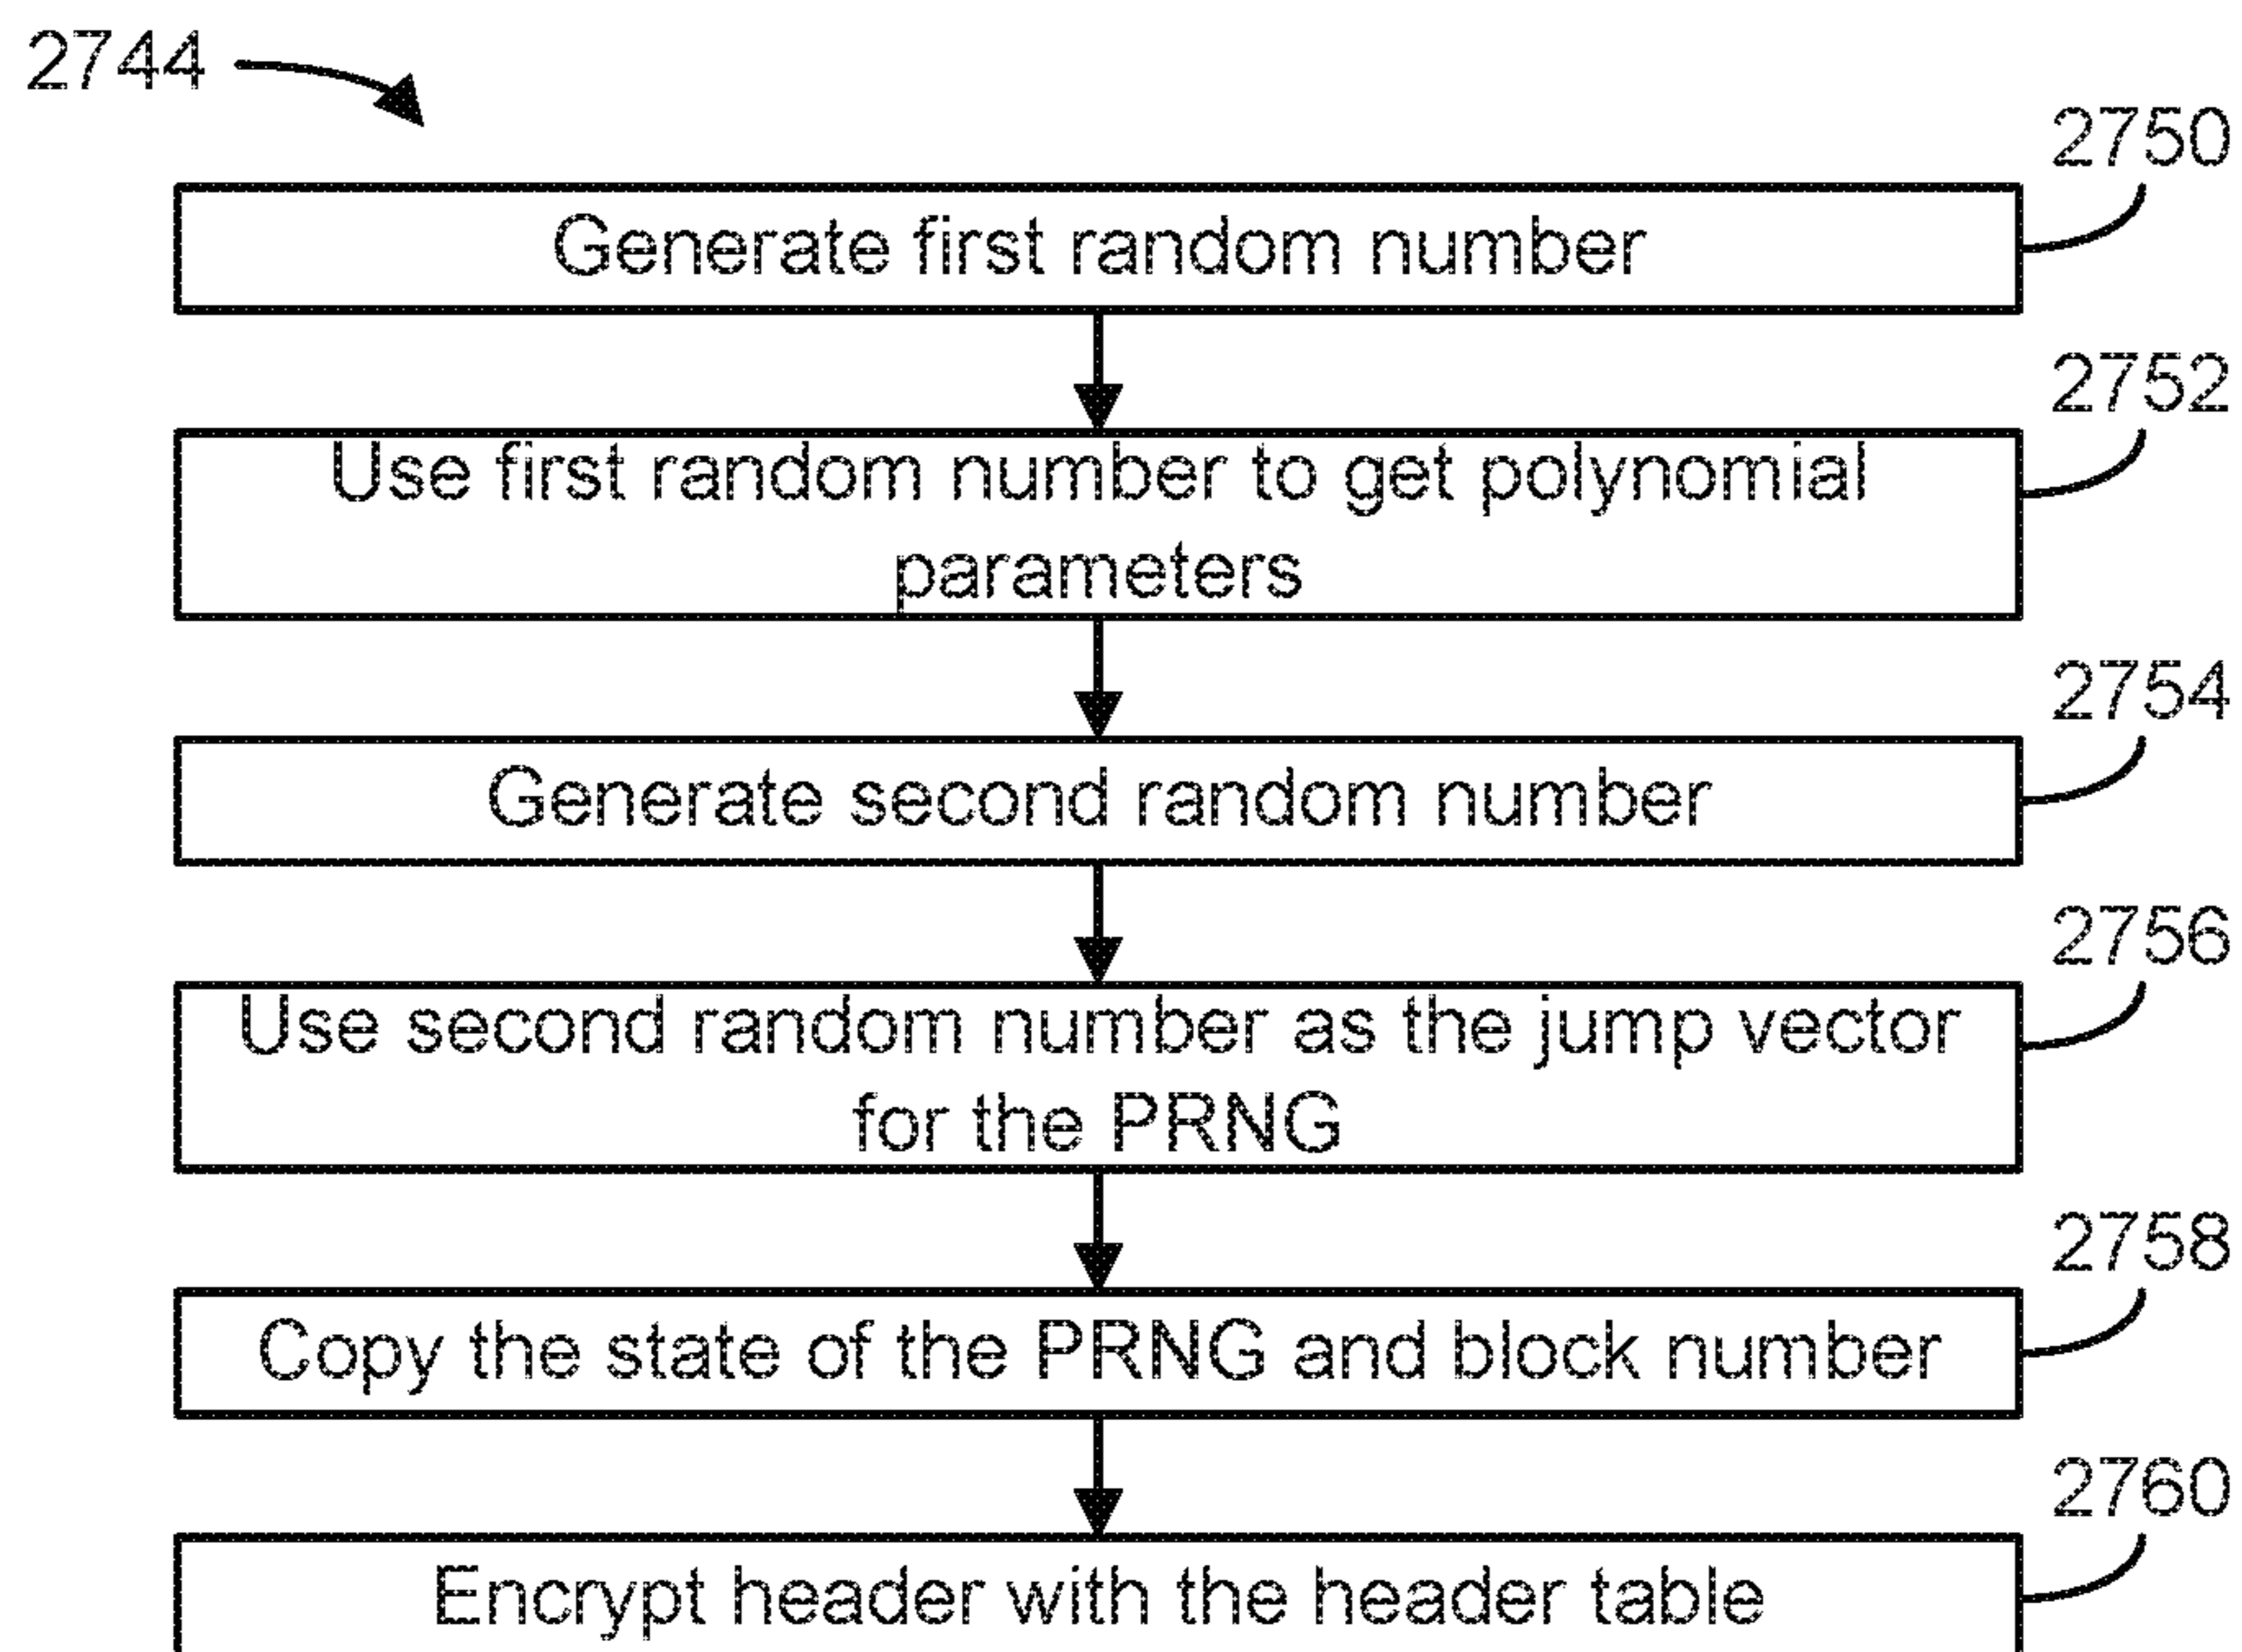 2744
2750
Generate first random number
2752
Use first random number to get polynomial
parameters
2754
Generate second random number
2756
Use second random number as the jump vector
for the PRNG
2758
Copy the state of the PRNG and block number
2760
Encrypt header with the header table